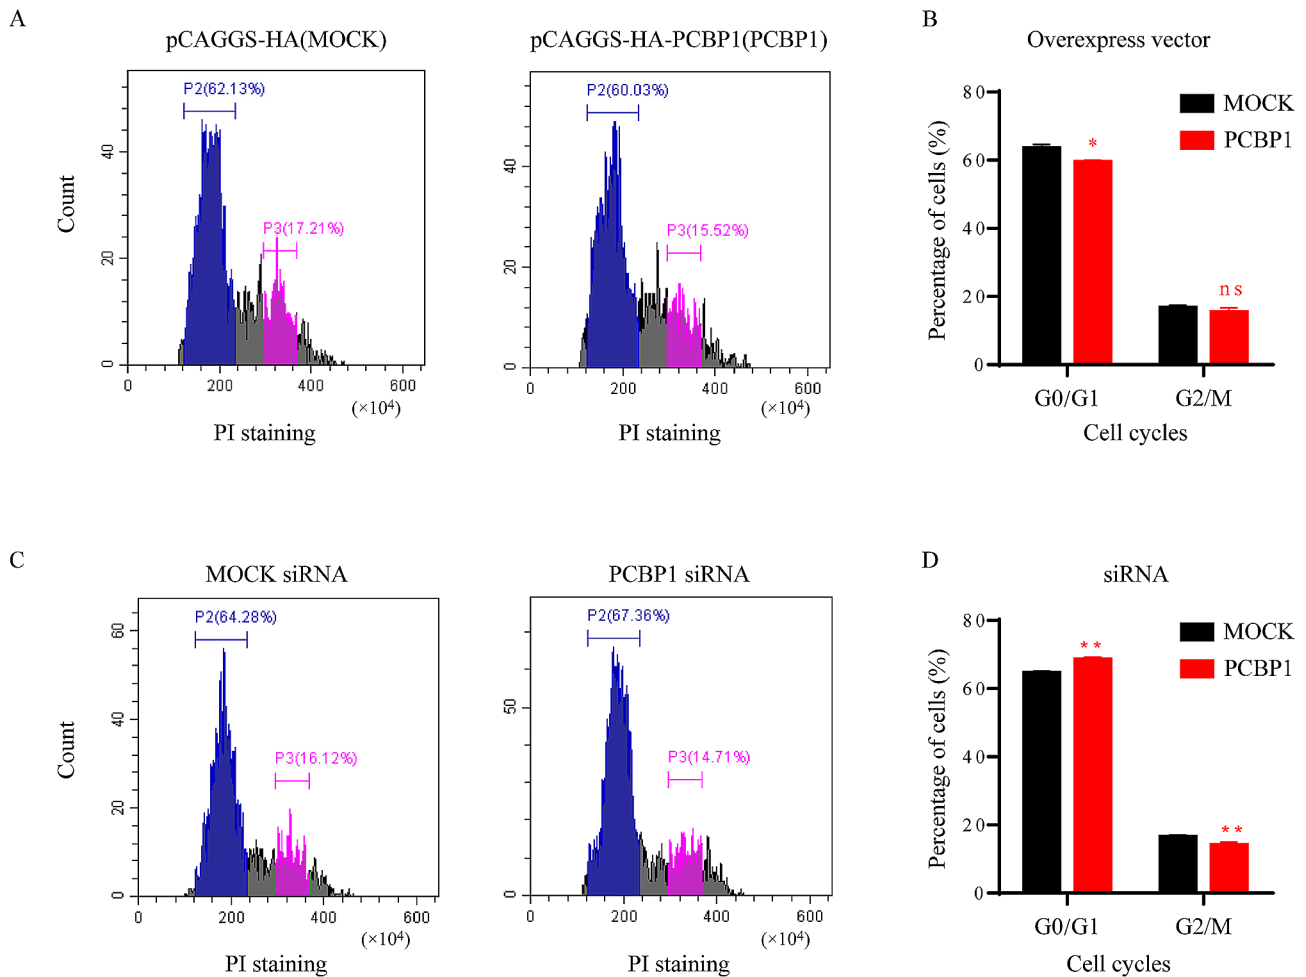 A
pCAGGS-HA(MOCK)
P2(62.13%)
P3(17.21%)
Count
40
20
0
0
200
400
600
(×10⁴)
PI staining
pCAGGS-HA-PCBP1(PCBP1)
P2(60.03%)
P3(15.52%)
40
20
0
0
200
400
600
(×10⁴)
PI staining
B
Overexpress vector
MOCK
PCBP1
Percentage of cells (%)
80
60
40
20
0
*
ns
G0/G1
G2/M
Cell cycles
C
MOCK siRNA
P2(64.28%)
P3(16.12%)
Count
60
40
20
0
0
200
400
600
(×10⁴)
PI staining
PCBP1 siRNA
P2(67.36%)
P3(14.71%)
50
0
0
200
400
600
(×10⁴)
PI staining
D
siRNA
MOCK
PCBP1
Percentage of cells (%)
80
60
40
20
0
**
**
G0/G1
G2/M
Cell cycles